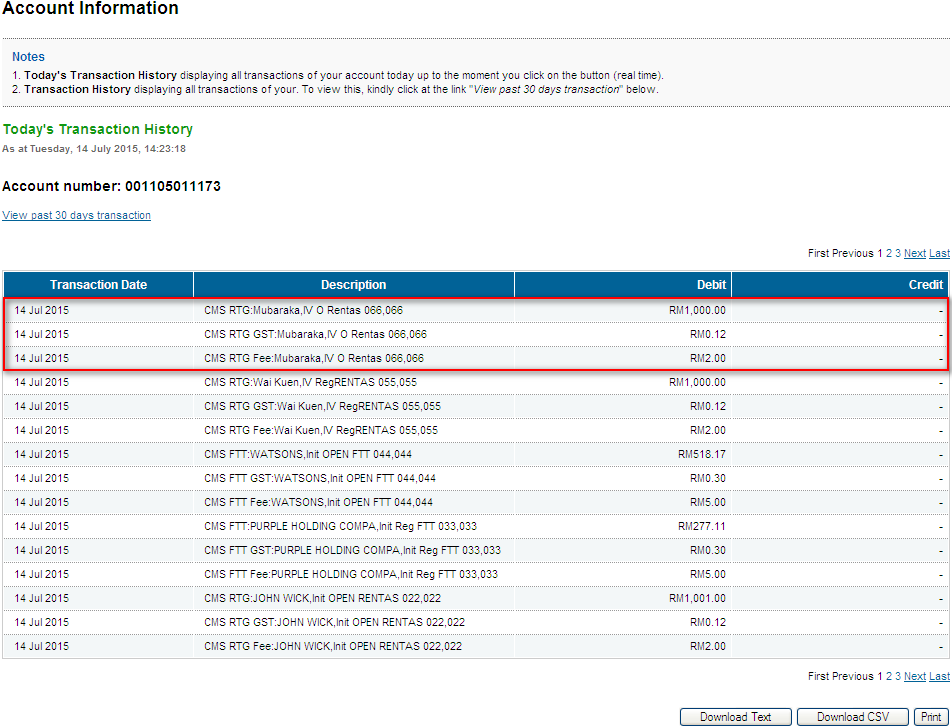 Account Information
Notes
1. Today's Transaction History displaying all transactions of your account today up to the moment you click on the button (real time).
2. Transaction History displaying all transactions of your. To view this, kindly click at the link "View past 30 days transaction" below.
Today's Transaction History
As at Tuesday, 14 July 2015, 14:23:18
Account number: 001105011173
View past 30 days transaction
First Previous 1 2 3 Next Last
Transaction Date Description Debit Credit
14 Jul 2015 CMS RTG:Mubaraka,IV O Rentas 066,066 RM1,000.00 -
14 Jul 2015 CMS RTG GST:Mubaraka,IV O Rentas 066,066 RM0.12 -
14 Jul 2015 CMS RTG Fee:Mubaraka,IV O Rentas 066,066 RM2.00 -
14 Jul 2015 CMS RTG:Wai Kuen,IV RegRENTAS 055,055 RM1,000.00 -
14 Jul 2015 CMS RTG GST:Wai Kuen,IV RegRENTAS 055,055 RM0.12 -
14 Jul 2015 CMS RTG Fee:Wai Kuen,IV RegRENTAS 055,055 RM2.00 -
14 Jul 2015 CMS FTT:WATSONS,Init OPEN FTT 044,044 RM518.17 -
14 Jul 2015 CMS FTT GST:WATSONS,Init OPEN FTT 044,044 RM0.30 -
14 Jul 2015 CMS FTT Fee:WATSONS,Init OPEN FTT 044,044 RM5.00 -
14 Jul 2015 CMS FTT:PURPLE HOLDING COMPA,Init Reg FTT 033,033 RM277.11 -
14 Jul 2015 CMS FTT GST:PURPLE HOLDING COMPA,Init Reg FTT 033,033 RM0.30 -
14 Jul 2015 CMS FTT Fee:PURPLE HOLDING COMPA,Init Reg FTT 033,033 RM5.00 -
14 Jul 2015 CMS RTG:JOHN WICK,Init OPEN RENTAS 022,022 RM1,001.00 -
14 Jul 2015 CMS RTG GST:JOHN WICK,Init OPEN RENTAS 022,022 RM0.12 -
14 Jul 2015 CMS RTG Fee:JOHN WICK,Init OPEN RENTAS 022,022 RM2.00 -
First Previous 1 2 3 Next Last
Download Text Download CSV Print